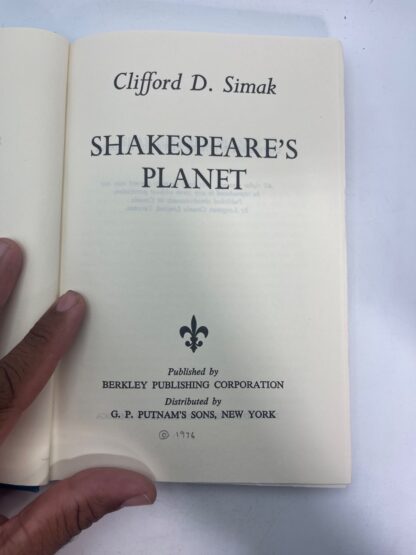 Clifford D. Simak
SHAKESPEARE'S
PLANET
Published by
BERKLEY PUBLISHING CORPORATION
Distributed by
G. P. PUTNAM'S SONS, NEW YORK
© 1976